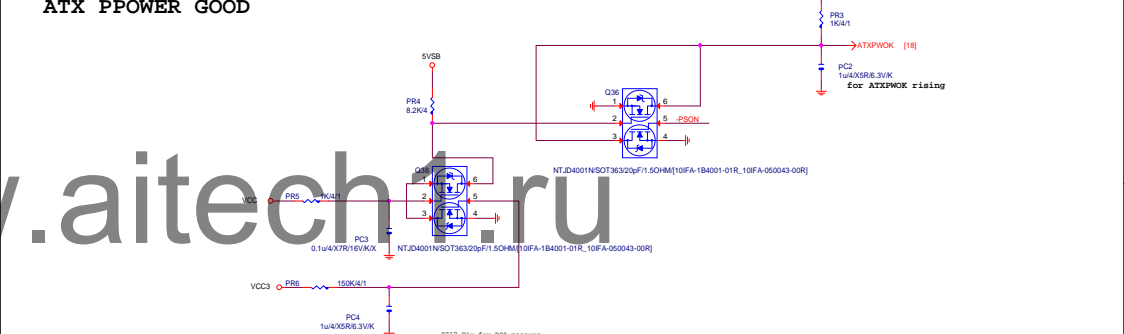 ATX PPOWER GOOD
PR3
1K/4/1
ATXPWOK [18]
5VSB
PC2
1u/4/X5R/6.3V/K
for ATXPWOK rising
Q36
PR4
8.2K/4
1
6
2
5
-PSON
3
4
NTJD4001N/SOT363/20pF/1.5OHM/[10IFA-1B4001-01R_10IFA-050043-00R]
Q38
1
6
VCC
PR5
1K/4/1
2
5
3
4
PC3
0.1u/4/X7R/16V/K/X
NTJD4001N/SOT363/20pF/1.5OHM/[10IFA-1B4001-01R_10IFA-050043-00R]
.aitech1.ru
VCC3
PR6
150K/4/1
PC4
1u/4/X5R/6.3V/K